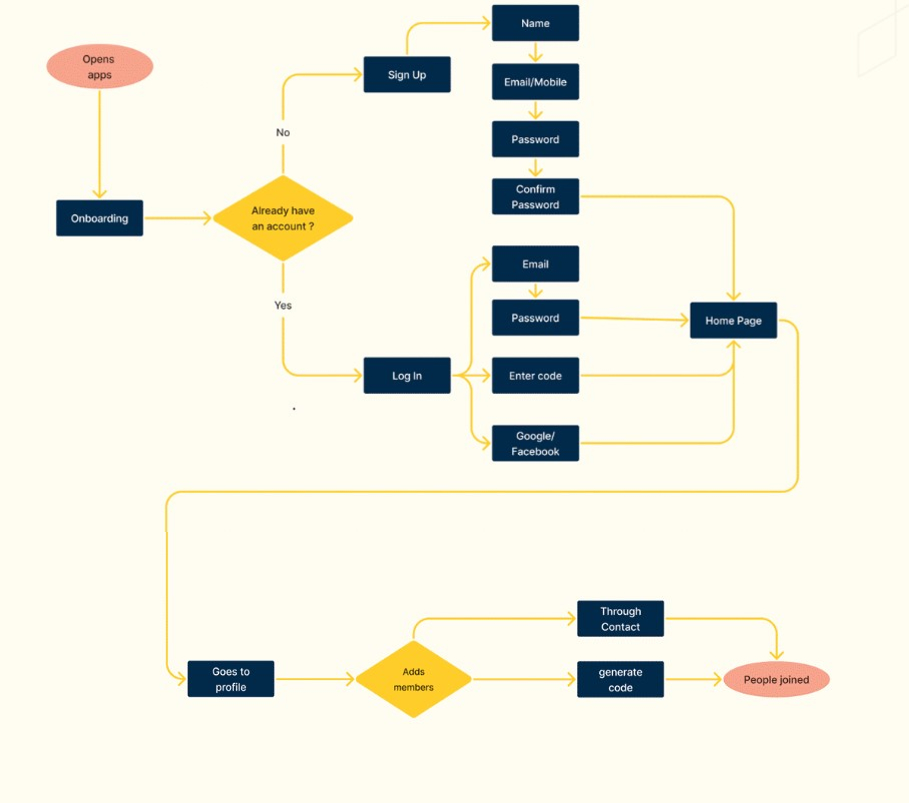 Name
Opens
apps
Sign Up
Email/Mobile
No
Password
Confirm
Password
Already have
an account ?
Onboarding
Email
Yes
Password
Home Page
Log In
Enter code
Google/
Facebook
Through
Contact
Goes to
profile
Adds
members
generate
code
People joined